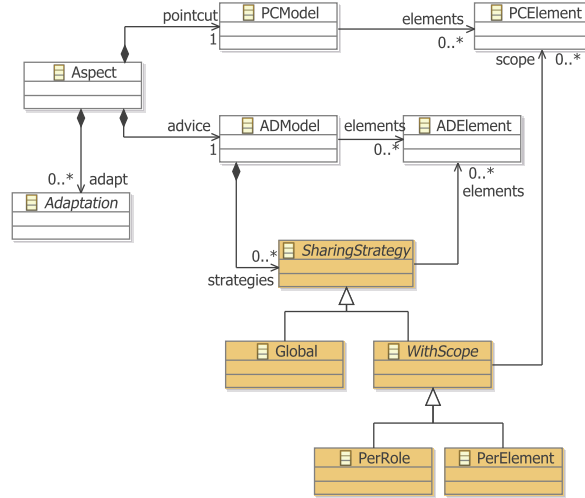 pointcut
PCModel
elements
PCElement
1
0..*
scope
0..*
Aspect
advice
ADModel
elements
ADElement
1
0..*
0..*
adapt
0..*
elements
Adaptation
0..*
SharingStrategy
strategies
Global
WithScope
PerRole
PerElement